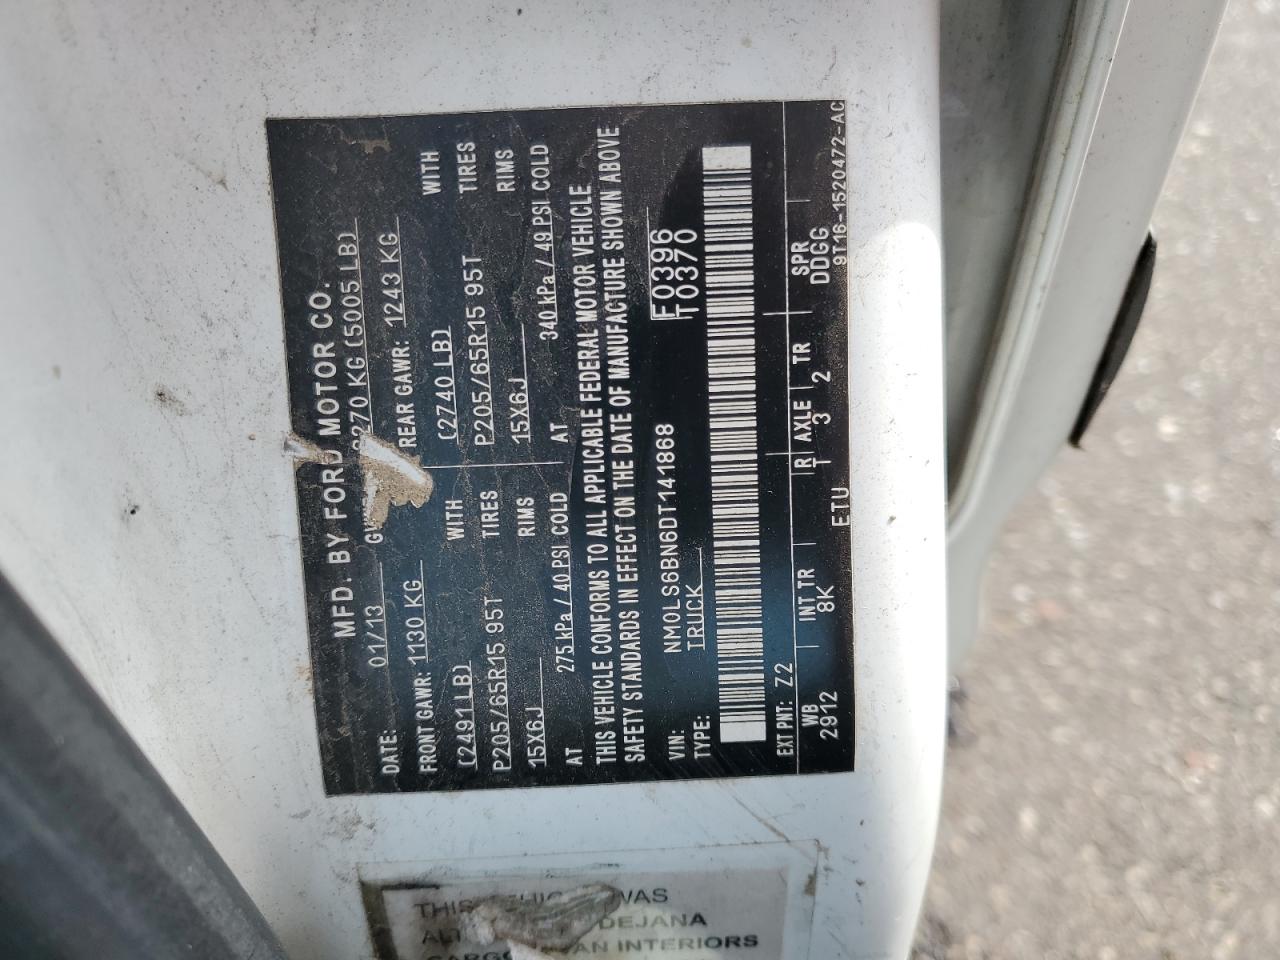 MFD. BY FORD MOTOR CO.
DATE: 01/13 2270 KG (5005 LB)
FRONT GAWR: 1130 KG REAR GAWR: 1243 KG
(2491 LB) WITH (2740 LB) WITH
P205/65R15 95T TIRES P205/65R15 95T TIRES
15X6J RIMS 15X6J RIMS
AT 275 kPa / 40 PSI COLD AT 340 kPa / 49 PSI COLD
THIS VEHICLE CONFORMS TO ALL APPLICABLE FEDERAL MOTOR VEHICLE
SAFETY STANDARDS IN EFFECT ON THE DATE OF MANUFACTURE SHOWN ABOVE
VIN: NM0LS6BN6DT141868 F0396
TYPE: TRUCK T0370
EXT PNT: Z2
WB INT TR R AXLE TR SPR
2912 8K T 3 2 DDGG
ETU 9T16-1520472-AC
THIS VEHICLE WAS
DEJANA
VAN INTERIORS